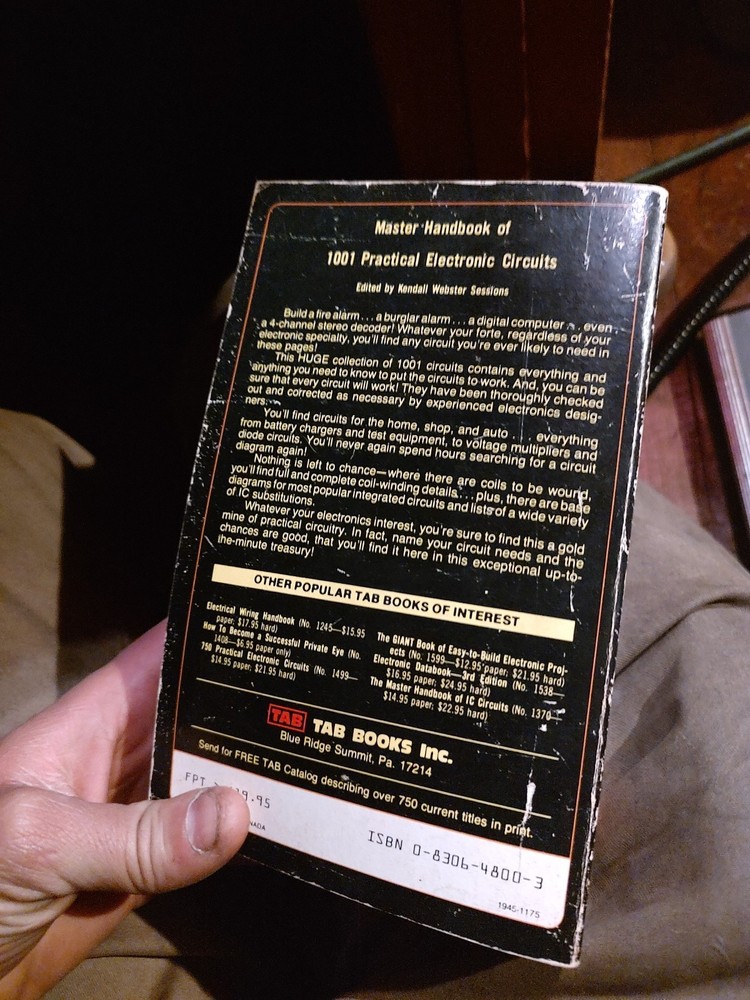 Master Handbook of
1001 Practical Electronic Circuits
Edited by Kendall Webster Sessions
Build a fire alarm . . . a burglar alarm . . . a digital computer . . . even
a 4-channel stereo decoder! Whatever your forte, regardless of your
electronic specialty, you'll find any circuit you're ever likely to need in
these pages!
This HUGE collection of 1001 circuits contains everything and
anything you need to know to put the circuits to work. And, you can be
sure that every circuit will work! They have been thoroughly checked
out and corrected as necessary by experienced electronics desig-
ners.
You'll find circuits for the home, shop, and auto . . . everything
from battery chargers and test equipment, to voltage multipliers and
diode circuits. You'll never again spend hours searching for a circuit
diagram again!
Nothing is left to chance—where there are coils to be wound,
you'll find full and complete coil-winding details. . . plus, there are base
diagrams for most popular integrated circuits and lists of a wide variety
of IC substitutions.
Whatever your electronics interest, you're sure to find this a gold
mine of practical circuitry. In fact, name your circuit needs and the
chances are good, that you'll find it here in this exceptional up-to-
the-minute treasury!
OTHER POPULAR TAB BOOKS OF INTEREST
Electrical Wiring Handbook (No. 1245—$15.95
paper; $17.95 hard)
How To Become a Successful Private Eye (No.
1408—$6.95 paper only)
750 Practical Electronic Circuits (No. 1499—
$14.95 paper; $21.95 hard)
The GIANT Book of Easy-to-Build Electronic Proj-
ects (No. 1599—$12.95 paper; $21.95 hard)
Electronic Databook—3rd Edition (No. 1538—
$16.95 paper; $24.95 hard)
The Master Handbook of IC Circuits (No. 1370—
$14.95 paper; $22.95 hard)
TAB TAB BOOKS Inc.
Blue Ridge Summit, Pa. 17214
Send for FREE TAB Catalog describing over 750 current titles in print.
FPT 19.95
ISBN 0-8306-4800-3
1945-1175